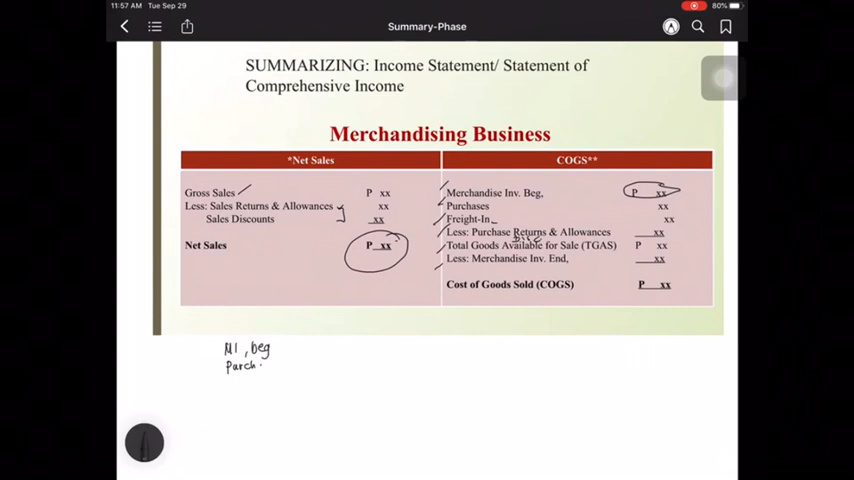 11:57 AM Tue Sep 29
80%
Summary-Phase
SUMMARIZING: Income Statement/ Statement of
Comprehensive Income
Merchandising Business
*Net Sales
COGS**
Gross Sales P xx
Less: Sales Returns & Allowances xx
Sales Discounts xx
Net Sales P xx
Merchandise Inv. Beg, P xx
Purchases xx
Freight-In xx
Less: Purchase Returns & Allowances xx
Disc
Total Goods Available for Sale (TGAS) P xx
Less: Merchandise Inv. End, xx
Cost of Goods Sold (COGS) P xx
MI, beg
Purch.